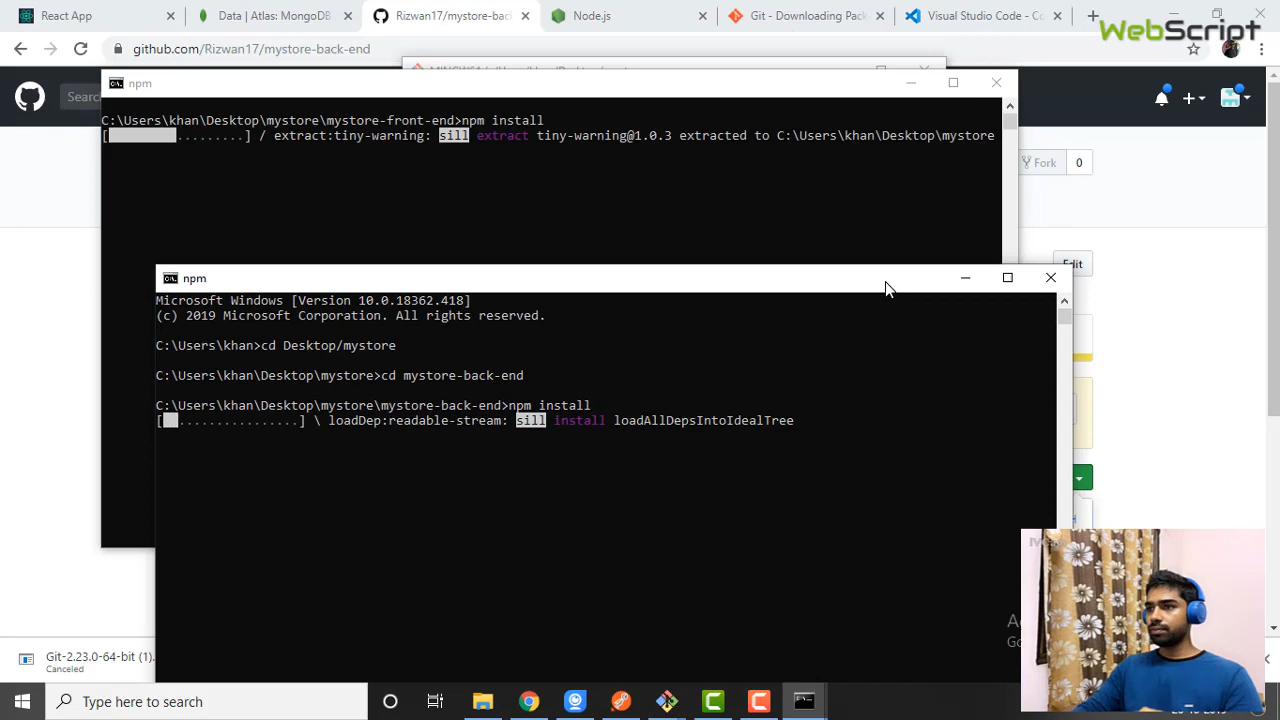 React App
Data | Atlas: MongoDB
Rizwan17/mystore-back-
Node.js
Git - Downloading Pack
Visual Studio Code - Co
WebScript
github.com/Rizwan17/mystore-back-end
Searc
npm
C:\Users\khan\Desktop\mystore\mystore-front-end>npm install
[ .........] / extract:tiny-warning: sill extract tiny-warning@1.0.3 extracted to C:\Users\khan\Desktop\mystore
Fork 0
Edit
npm
Microsoft Windows [Version 10.0.18362.418]
(c) 2019 Microsoft Corporation. All rights reserved.
C:\Users\khan>cd Desktop/mystore
C:\Users\khan\Desktop\mystore>cd mystore-back-end
C:\Users\khan\Desktop\mystore\mystore-back-end>npm install
[ ................] \ loadDep:readable-stream: sill install loadAllDepsIntoIdealTree
Git-2.23.0-64-bit (1).
Canceled
Type here to search